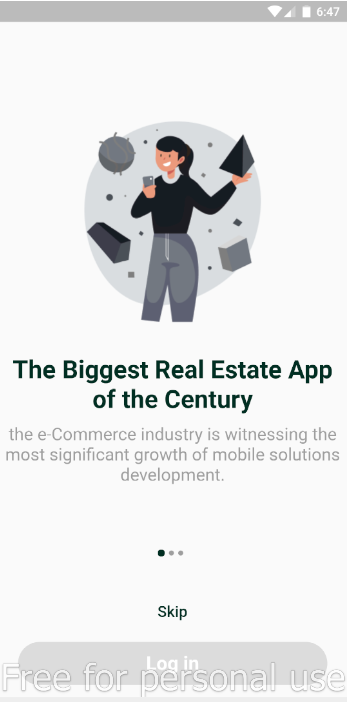 6:47
The Biggest Real Estate App
of the Century
the e-Commerce industry is witnessing the
most significant growth of mobile solutions
development.
Skip
Log in
Free for personal use